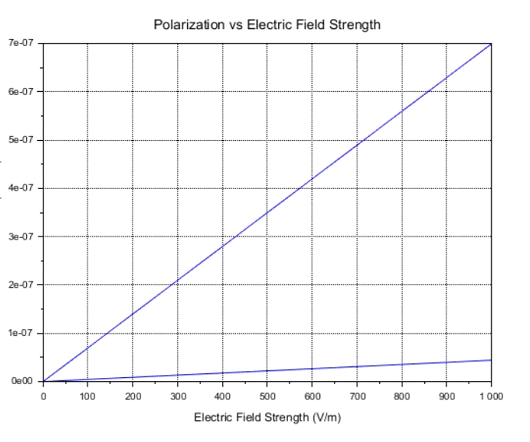 Polarization vs Electric Field Strength
7e-07
6e-07
5e-07
4e-07
3e-07
2e-07
1e-07
0e00
0 100 200 300 400 500 600 700 800 900 1 000
Electric Field Strength (V/m)